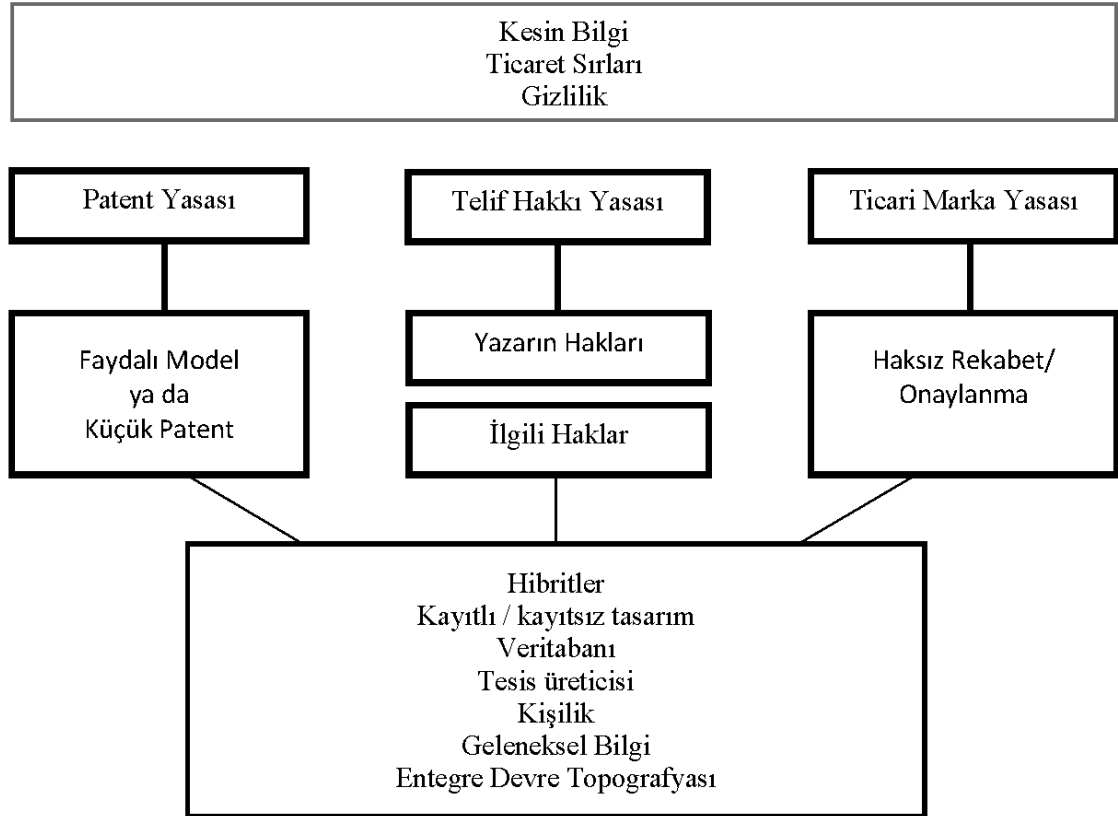 Kesin Bilgi
Ticaret Sırları
Gizlilik
Patent Yasası
Telif Hakkı Yasası
Ticari Marka Yasası
Faydalı Model
ya da
Küçük Patent
Yazarın Hakları
İlgili Haklar
Haksız Rekabet/
Onaylanma
Hibritler
Kayıtlı / kayıtsız tasarım
Veritabanı
Tesis üreticisi
Kişilik
Geleneksel Bilgi
Entegre Devre Topografyası